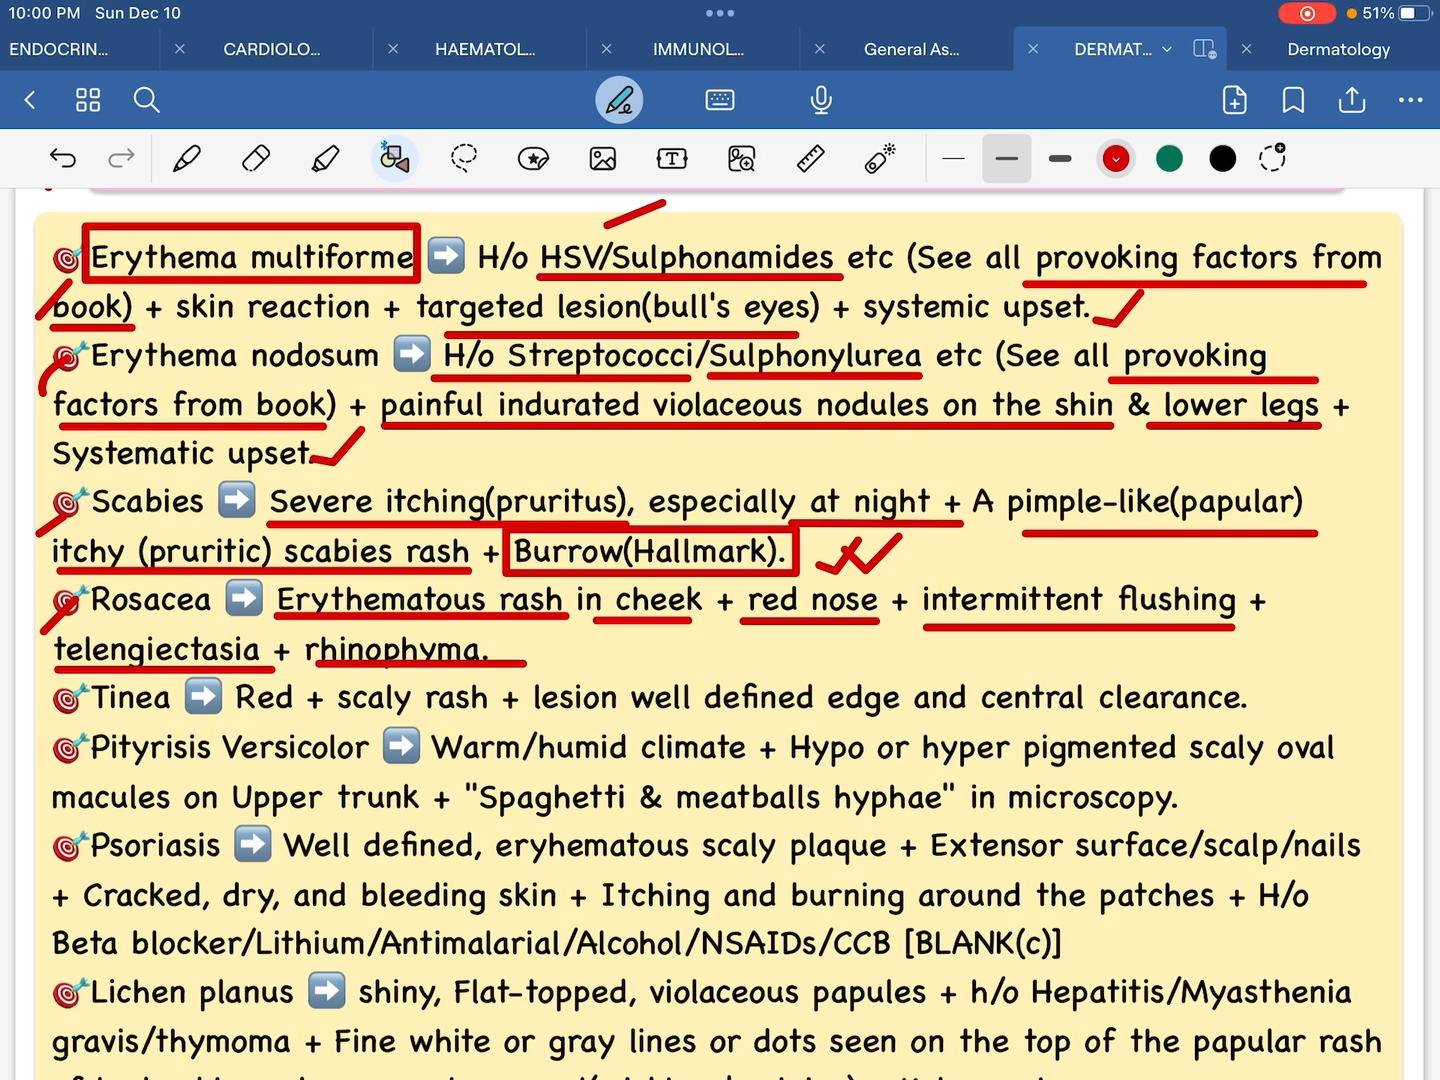 10:00 PM Sun Dec 10
51%
ENDOCRIN...
CARDIOLO...
HAEMATOL...
IMMUNOL...
General As...
DERMAT...
Dermatology
Erythema multiforme ➡️ H/o HSV/Sulphonamides etc (See all provoking factors from
book) + skin reaction + targeted lesion(bull's eyes) + systemic upset.
Erythema nodosum ➡️ H/o Streptococci/Sulphonylurea etc (See all provoking
factors from book) + painful indurated violaceous nodules on the shin & lower legs +
Systematic upset.
Scabies ➡️ Severe itching(pruritus), especially at night + A pimple-like(papular)
itchy (pruritic) scabies rash + Burrow(Hallmark).
Rosacea ➡️ Erythematous rash in cheek + red nose + intermittent flushing +
telengiectasia + rhinophyma.
Tinea ➡️ Red + scaly rash + lesion well defined edge and central clearance.
Pityrisis Versicolor ➡️ Warm/humid climate + Hypo or hyper pigmented scaly oval
macules on Upper trunk + "Spaghetti & meatballs hyphae" in microscopy.
Psoriasis ➡️ Well defined, eryhematous scaly plaque + Extensor surface/scalp/nails
+ Cracked, dry, and bleeding skin + Itching and burning around the patches + H/o
Beta blocker/Lithium/Antimalarial/Alcohol/NSAIDs/CCB [BLANK(c)]
Lichen planus ➡️ shiny, Flat-topped, violaceous papules + h/o Hepatitis/Myasthenia
gravis/thymoma + Fine white or gray lines or dots seen on the top of the papular rash